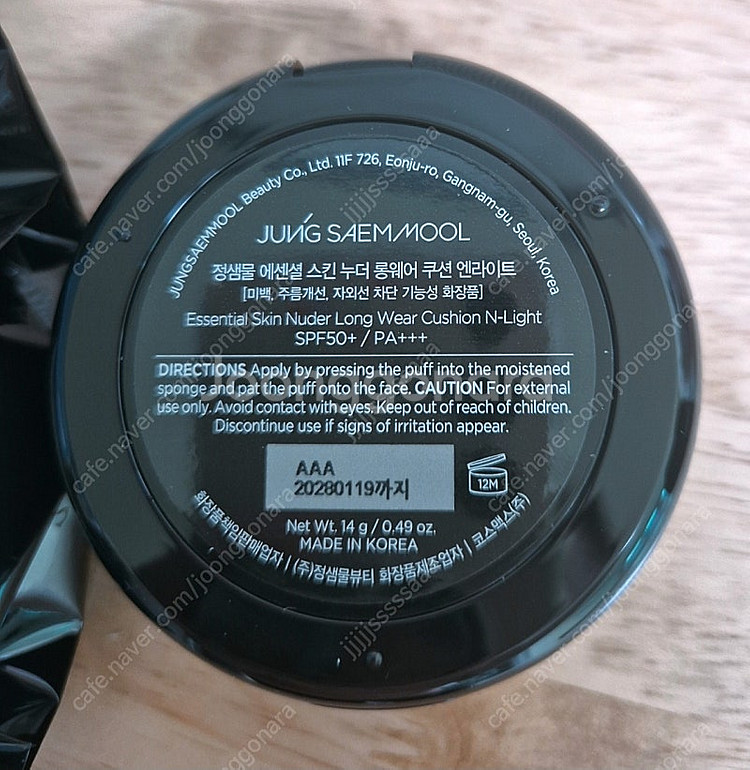 JUNGSAEMMOOL Beauty Co., Ltd. 11F 726, Eonju-ro, Gangnam-gu, Seoul, Korea
JUNG SAEM MOOL
정샘물 에센셜 스킨 누더 롱웨어 쿠션 엔라이트
[미백, 주름개선, 자외선 차단 기능성 화장품]
Essential Skin Nuder Long Wear Cushion N-Light
SPF50+ / PA+++
DIRECTIONS Apply by pressing the puff into the moistened
sponge and pat the puff onto the face. CAUTION For external
use only. Avoid contact with eyes. Keep out of reach of children.
Discontinue use if signs of irritation appear.
AAA
20280119까지
12M
Net Wt. 14 g / 0.49 oz.
MADE IN KOREA
화장품책임판매업자 | (주)정샘물뷰티 화장품제조업자 | 코스맥스(주)
Joonggonara
cafe.naver.com/joonggonara
jjjjjssssaaa